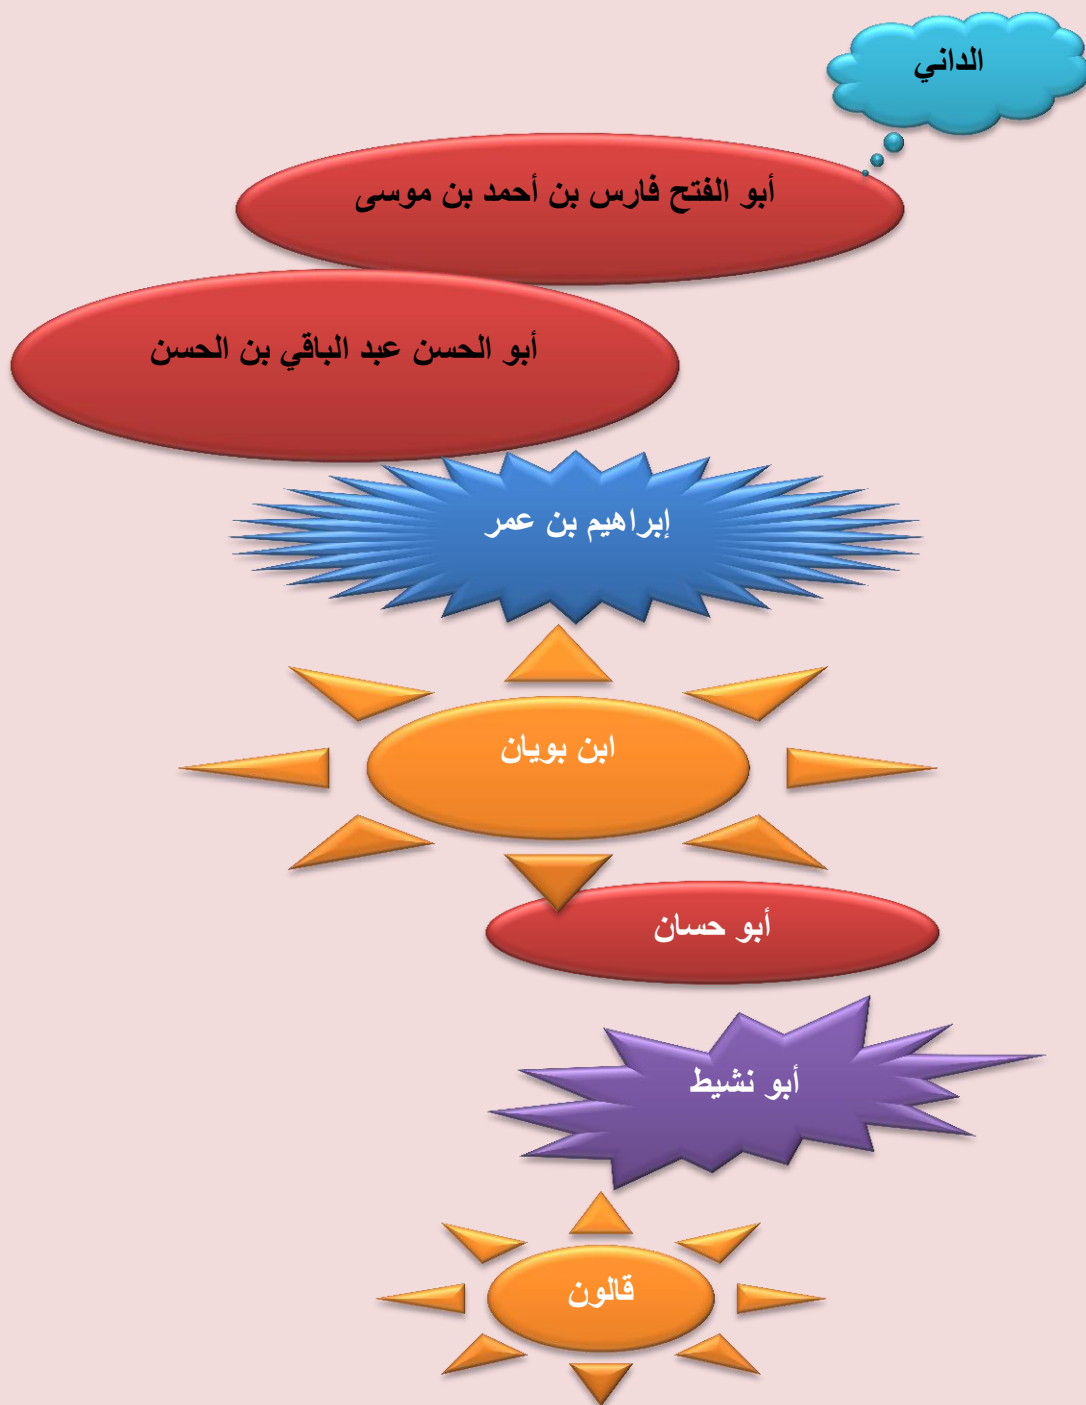 الداني
أبو الفتح فارس بن أحمد بن موسى
أبو الحسن عبد الباقي بن الحسن
إبراهيم بن عمر
ابن بويان
أبو حسان
أبو نشيط
قالون